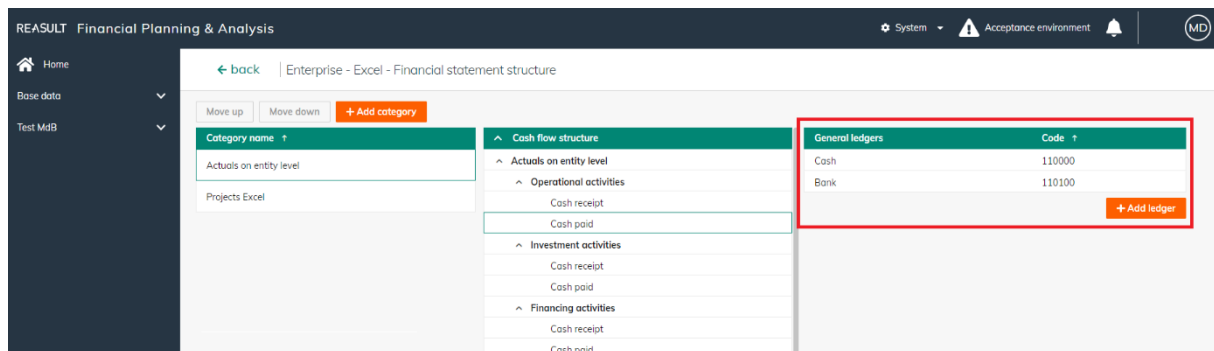 REASULT Financial Planning & Analysis
System
Acceptance environment
MD
Home
Base data
Test MdB
back
Enterprise - Excel - Financial statement structure
Move up
Move down
+ Add category
Category name ↑
Actuals on entity level
Projects Excel
Cash flow structure
Actuals on entity level
Operational activities
Cash receipt
Cash paid
Investment activities
Cash receipt
Cash paid
Financing activities
Cash receipt
Cash paid
General ledgers Code ↑
Cash 110000
Bank 110100
+ Add ledger